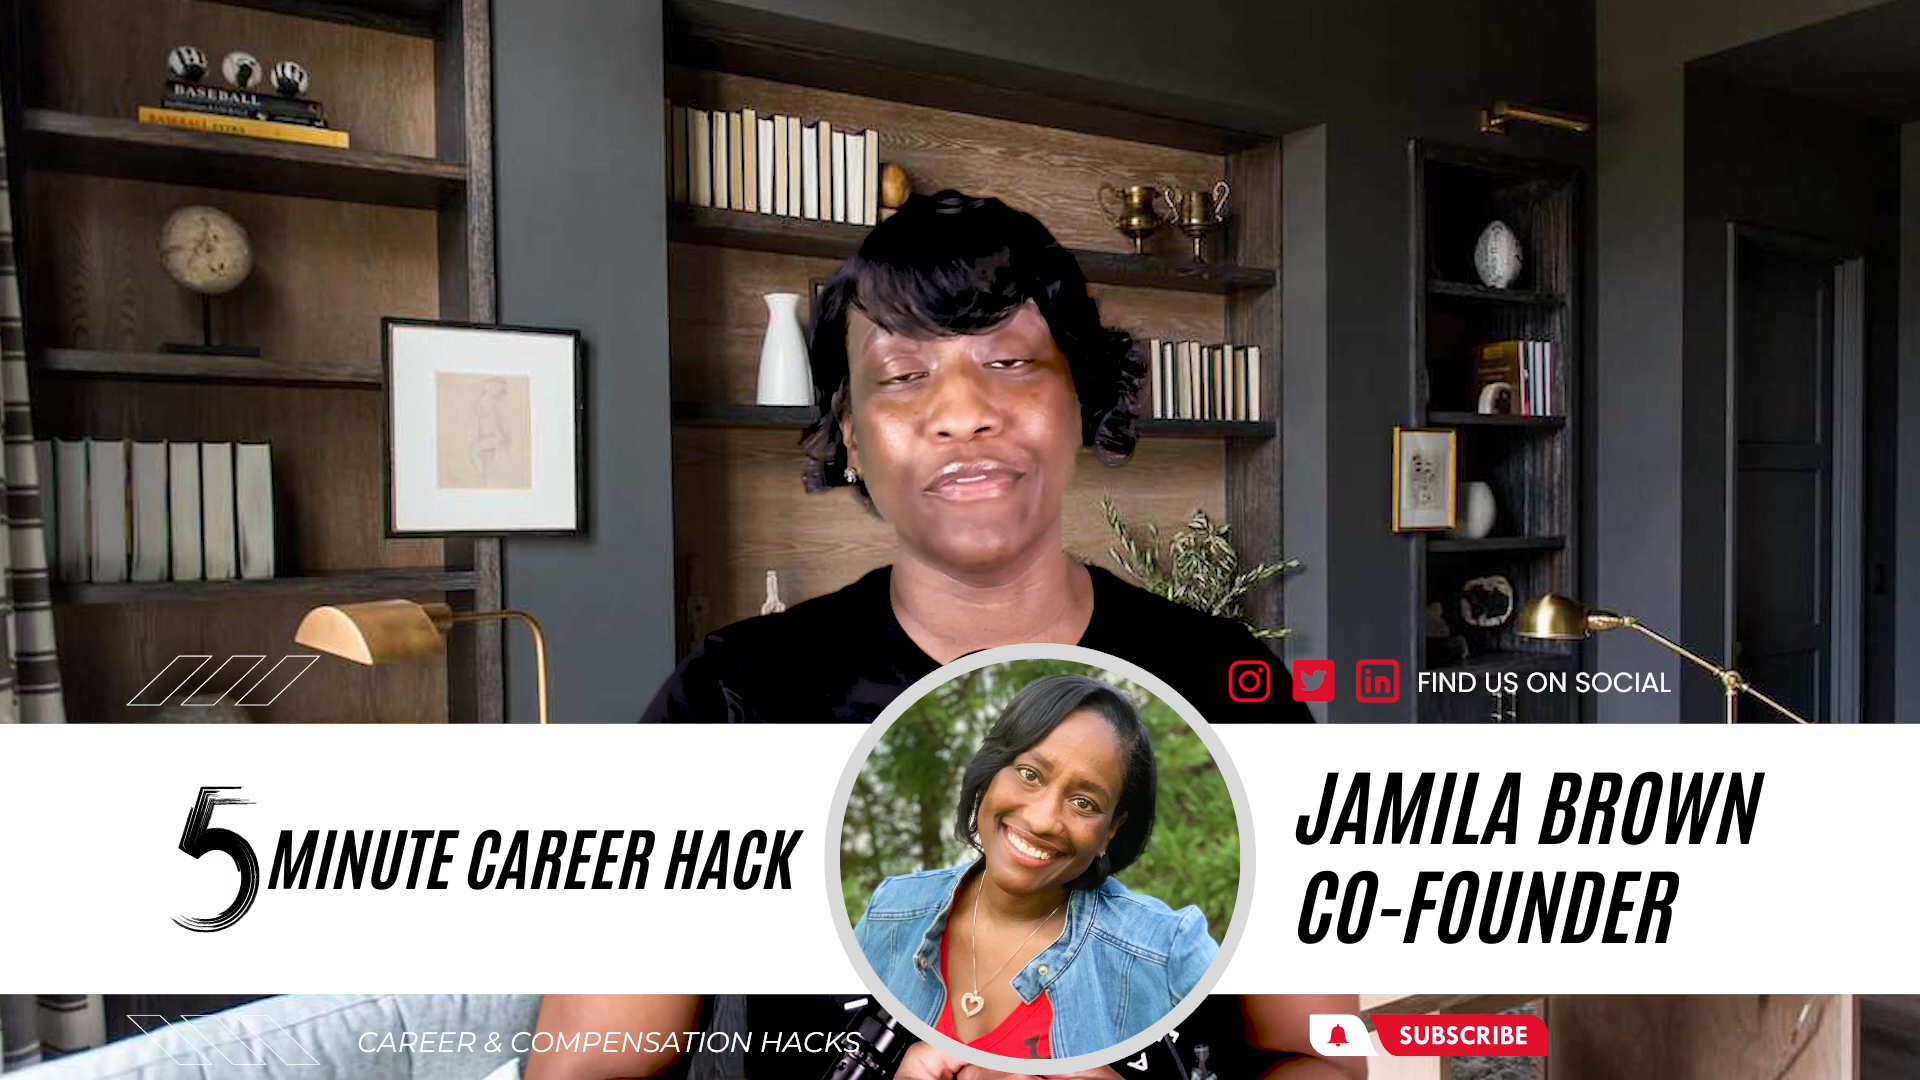 BASEBALL
FIND US ON SOCIAL
5 MINUTE CAREER HACK
JAMILA BROWN
CO-FOUNDER
CAREER & COMPENSATION HACKS
SUBSCRIBE